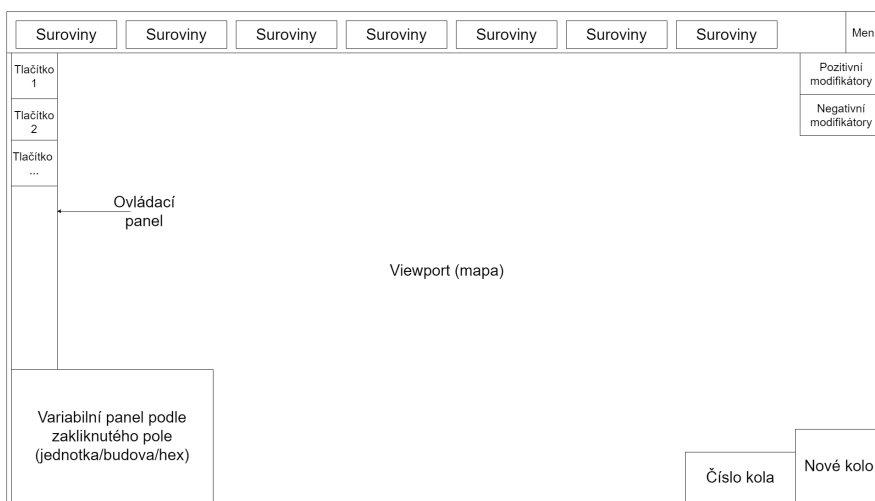 Suroviny Suroviny Suroviny Suroviny Suroviny Suroviny Suroviny Men
Tlačítko
1
Tlačítko
2
Tlačítko
...
Pozitivní
modifikátory
Negativní
modifikátory
Ovládací
panel
Viewport (mapa)
Variabilní panel podle
zakliknutého pole
(jednotka/budova/hex)
Číslo kola
Nové kolo